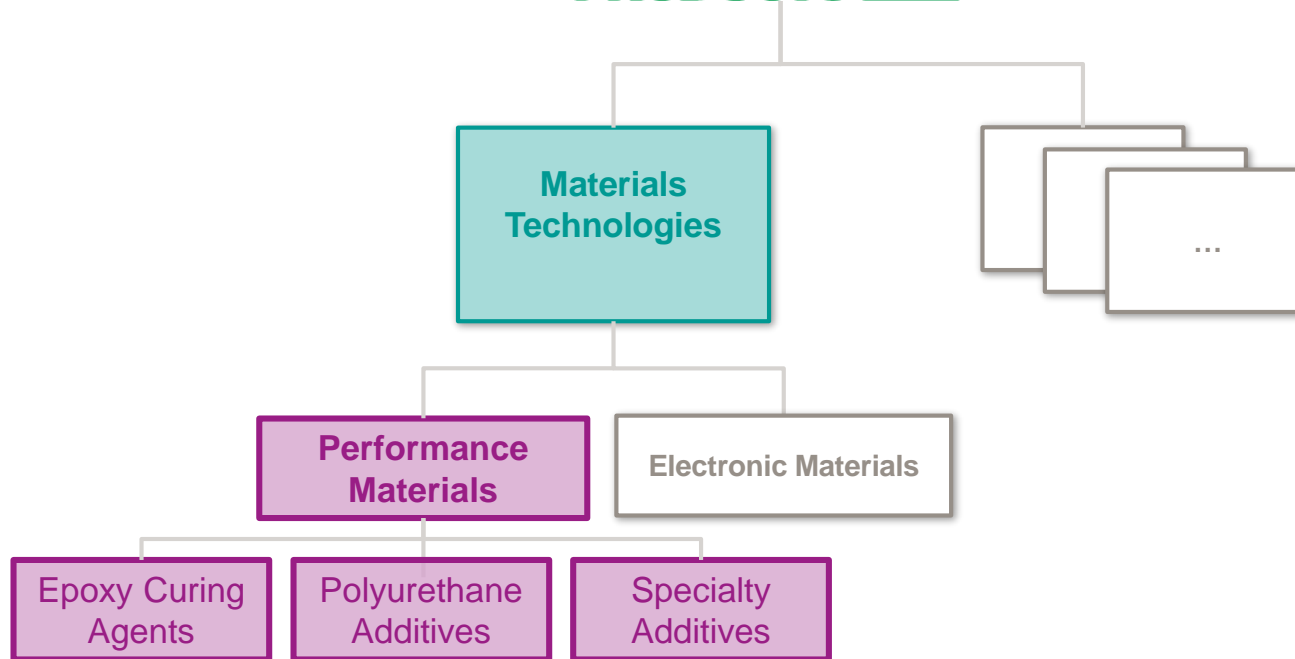 Materials
Technologies
...
Performance
Materials
Electronic Materials
Epoxy Curing
Agents
Polyurethane
Additives
Specialty
Additives